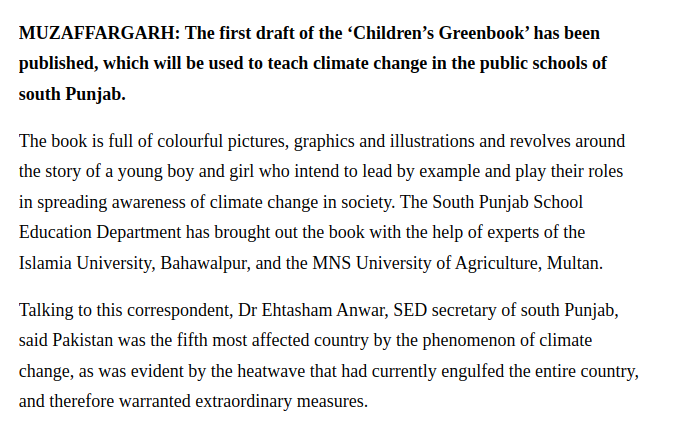 MUZAFFARGARH: The first draft of the ‘Children’s Greenbook’ has been
published, which will be used to teach climate change in the public schools of
south Punjab.
The book is full of colourful pictures, graphics and illustrations and revolves around
the story of a young boy and girl who intend to lead by example and play their roles
in spreading awareness of climate change in society. The South Punjab School
Education Department has brought out the book with the help of experts of the
Islamia University, Bahawalpur, and the MNS University of Agriculture, Multan.
Talking to this correspondent, Dr Ehtasham Anwar, SED secretary of south Punjab,
said Pakistan was the fifth most affected country by the phenomenon of climate
change, as was evident by the heatwave that had currently engulfed the entire country,
and therefore warranted extraordinary measures.